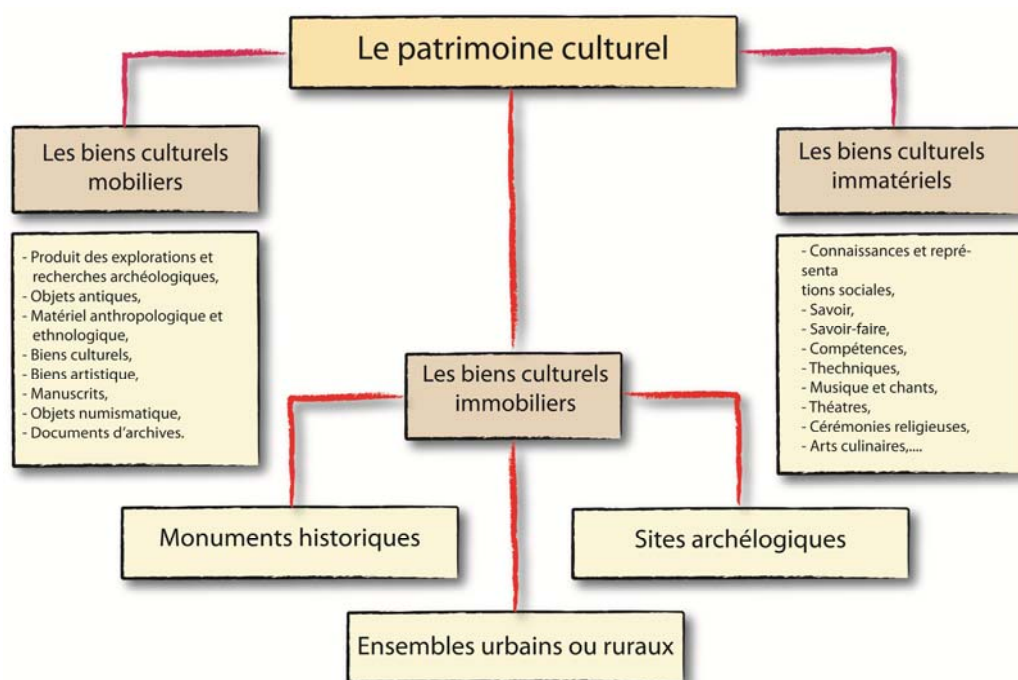 Le patrimoine culturel
Les biens culturels
mobiliers
- Produit des explorations et
recherches archéologiques,
- Objets antiques,
- Matériel anthropologique et
ethnologique,
- Biens culturels,
- Biens artistique,
- Manuscrits,
- Objets numismatique,
- Documents d'archives.
Les biens culturels
immobiliers
Monuments historiques
Ensembles urbains ou ruraux
Sites archélogiques
Les biens culturels
immatériels
- Connaissances et repré-
senta
tions sociales,
- Savoir,
- Savoir-faire,
- Compétences,
- Thechniques,
- Musique et chants,
- Théatres,
- Cérémonies religieuses,
- Arts culinaires,....